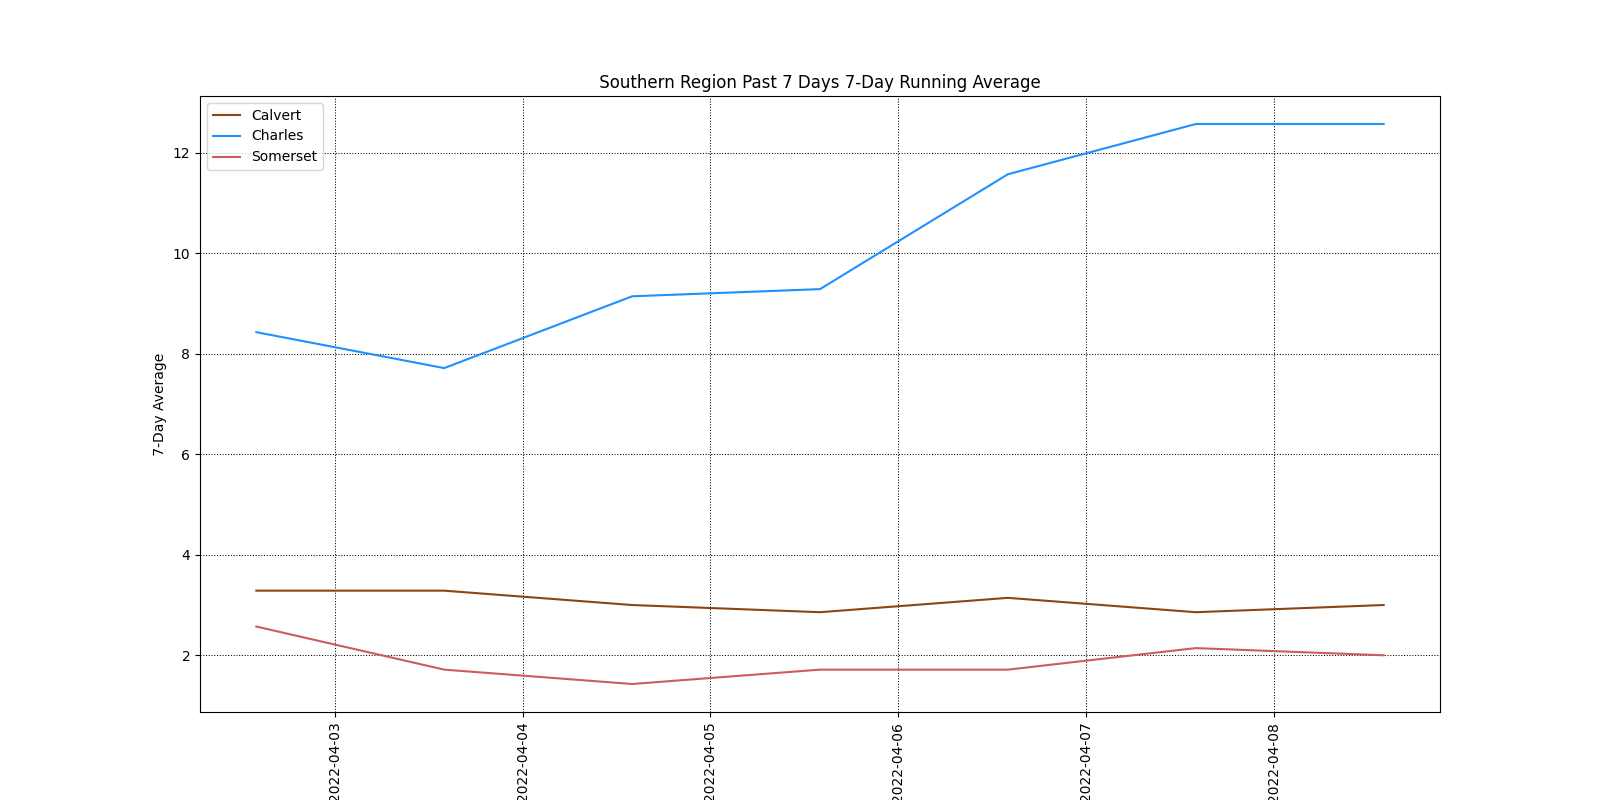 Southern Region Past 7 Days 7-Day Running Average
Calvert
Charles
Somerset
7-Day Average
12
10
8
6
4
2
2022-04-03
2022-04-04
2022-04-05
2022-04-06
2022-04-07
2022-04-08